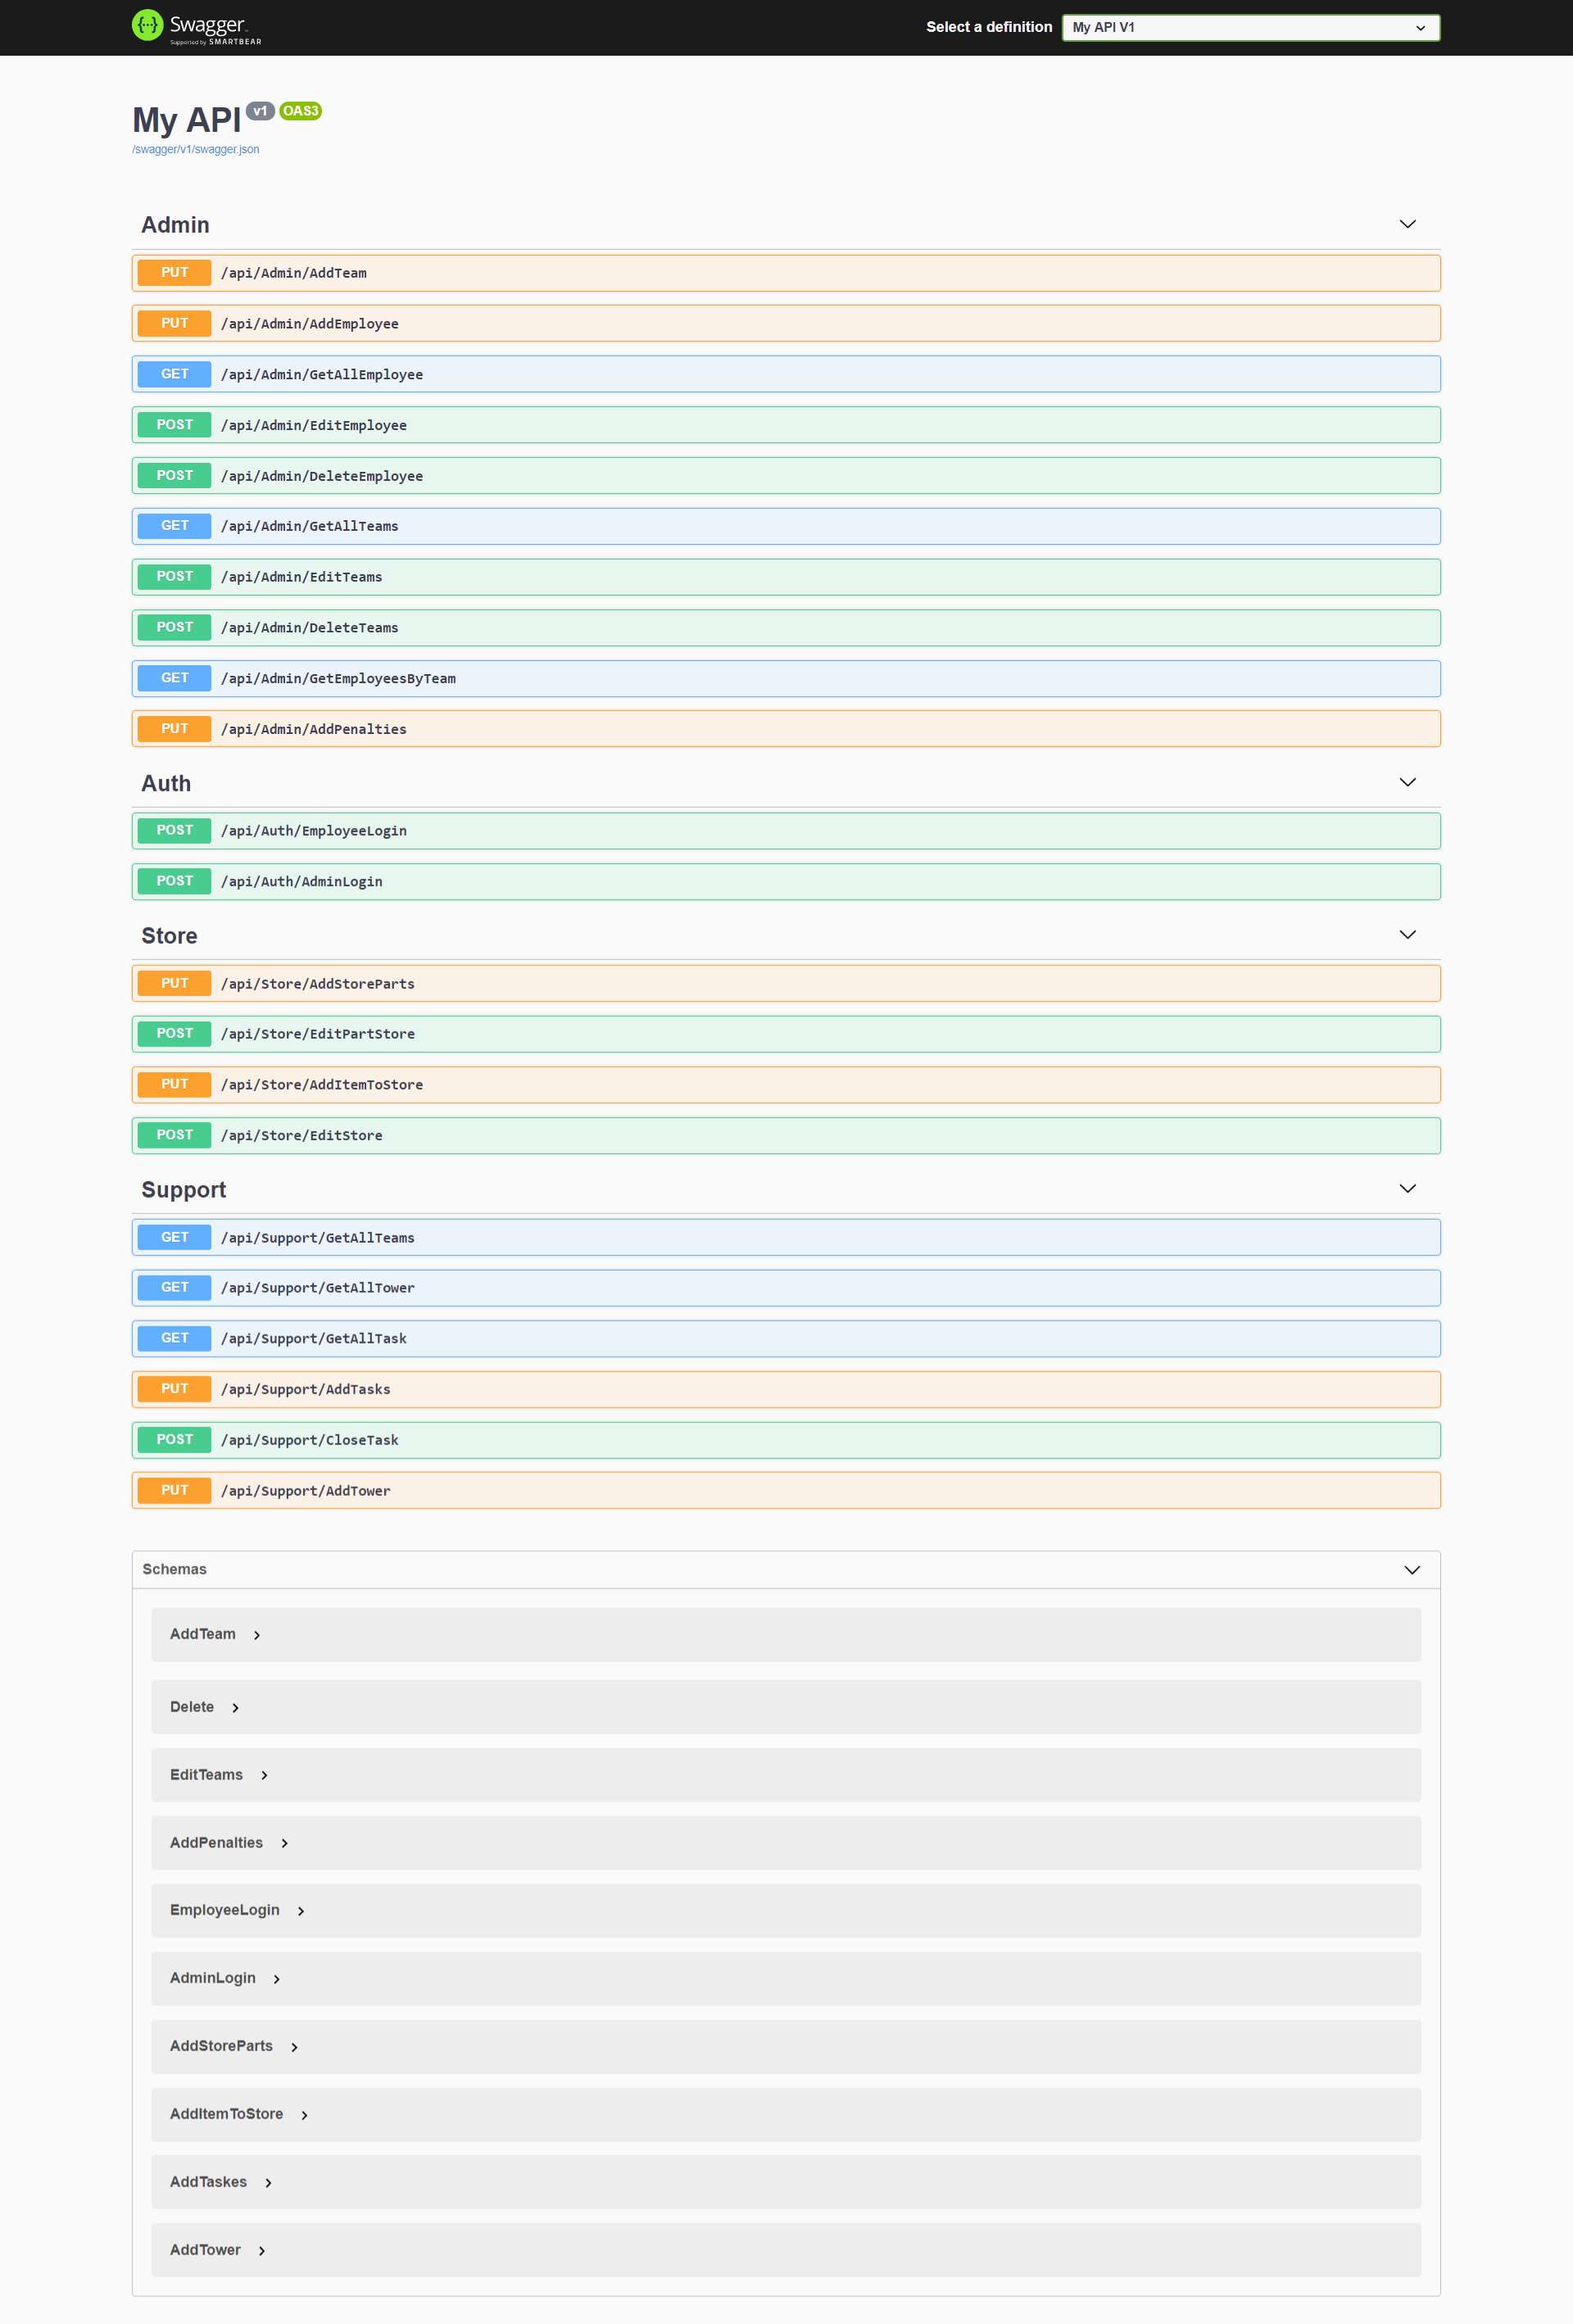 Swagger
Supported by SMARTBEAR
Select a definition
My API V1
My API v1 OAS3
/swagger/v1/swagger.json
Admin
PUT /api/Admin/AddTeam
PUT /api/Admin/AddEmployee
GET /api/Admin/GetAllEmployee
POST /api/Admin/EditEmployee
POST /api/Admin/DeleteEmployee
GET /api/Admin/GetAllTeams
POST /api/Admin/EditTeams
POST /api/Admin/DeleteTeams
GET /api/Admin/GetEmployeesByTeam
PUT /api/Admin/AddPenalties
Auth
POST /api/Auth/EmployeeLogin
POST /api/Auth/AdminLogin
Store
PUT /api/Store/AddStoreParts
POST /api/Store/EditPartStore
PUT /api/Store/AddItemToStore
POST /api/Store/EditStore
Support
GET /api/Support/GetAllTeams
GET /api/Support/GetAllTower
GET /api/Support/GetAllTask
PUT /api/Support/AddTasks
POST /api/Support/CloseTask
PUT /api/Support/AddTower
Schemas
AddTeam
Delete
EditTeams
AddPenalties
EmployeeLogin
AdminLogin
AddStoreParts
AddItemToStore
AddTaskes
AddTower